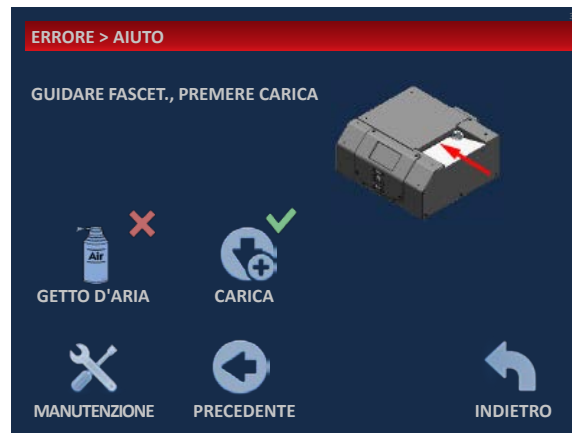 ERRORE > AIUTO
GUIDARE FASCET., PREMERE CARICA
Air
GETTO D'ARIA
CARICA
MANUTENZIONE
PRECEDENTE
INDIETRO